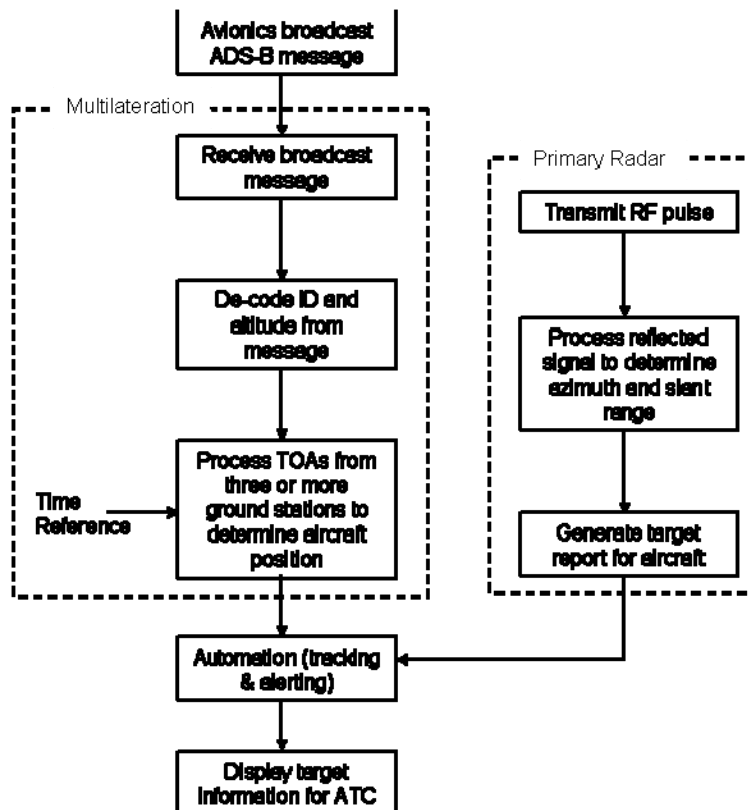 Avionics broadcast
ADS-B message
Multilateration
Receive broadcast
message
De-code ID and
altitude from
message
Time
Reference
Process TOAs from
three or more
ground stations to
determine aircraft
position
Primary Radar
Transmit RF pulse
Process reflected
signal to determine
azimuth and slant
range
Generate target
report for aircraft
Automation (tracking
& alerting)
Display target
information for ATC